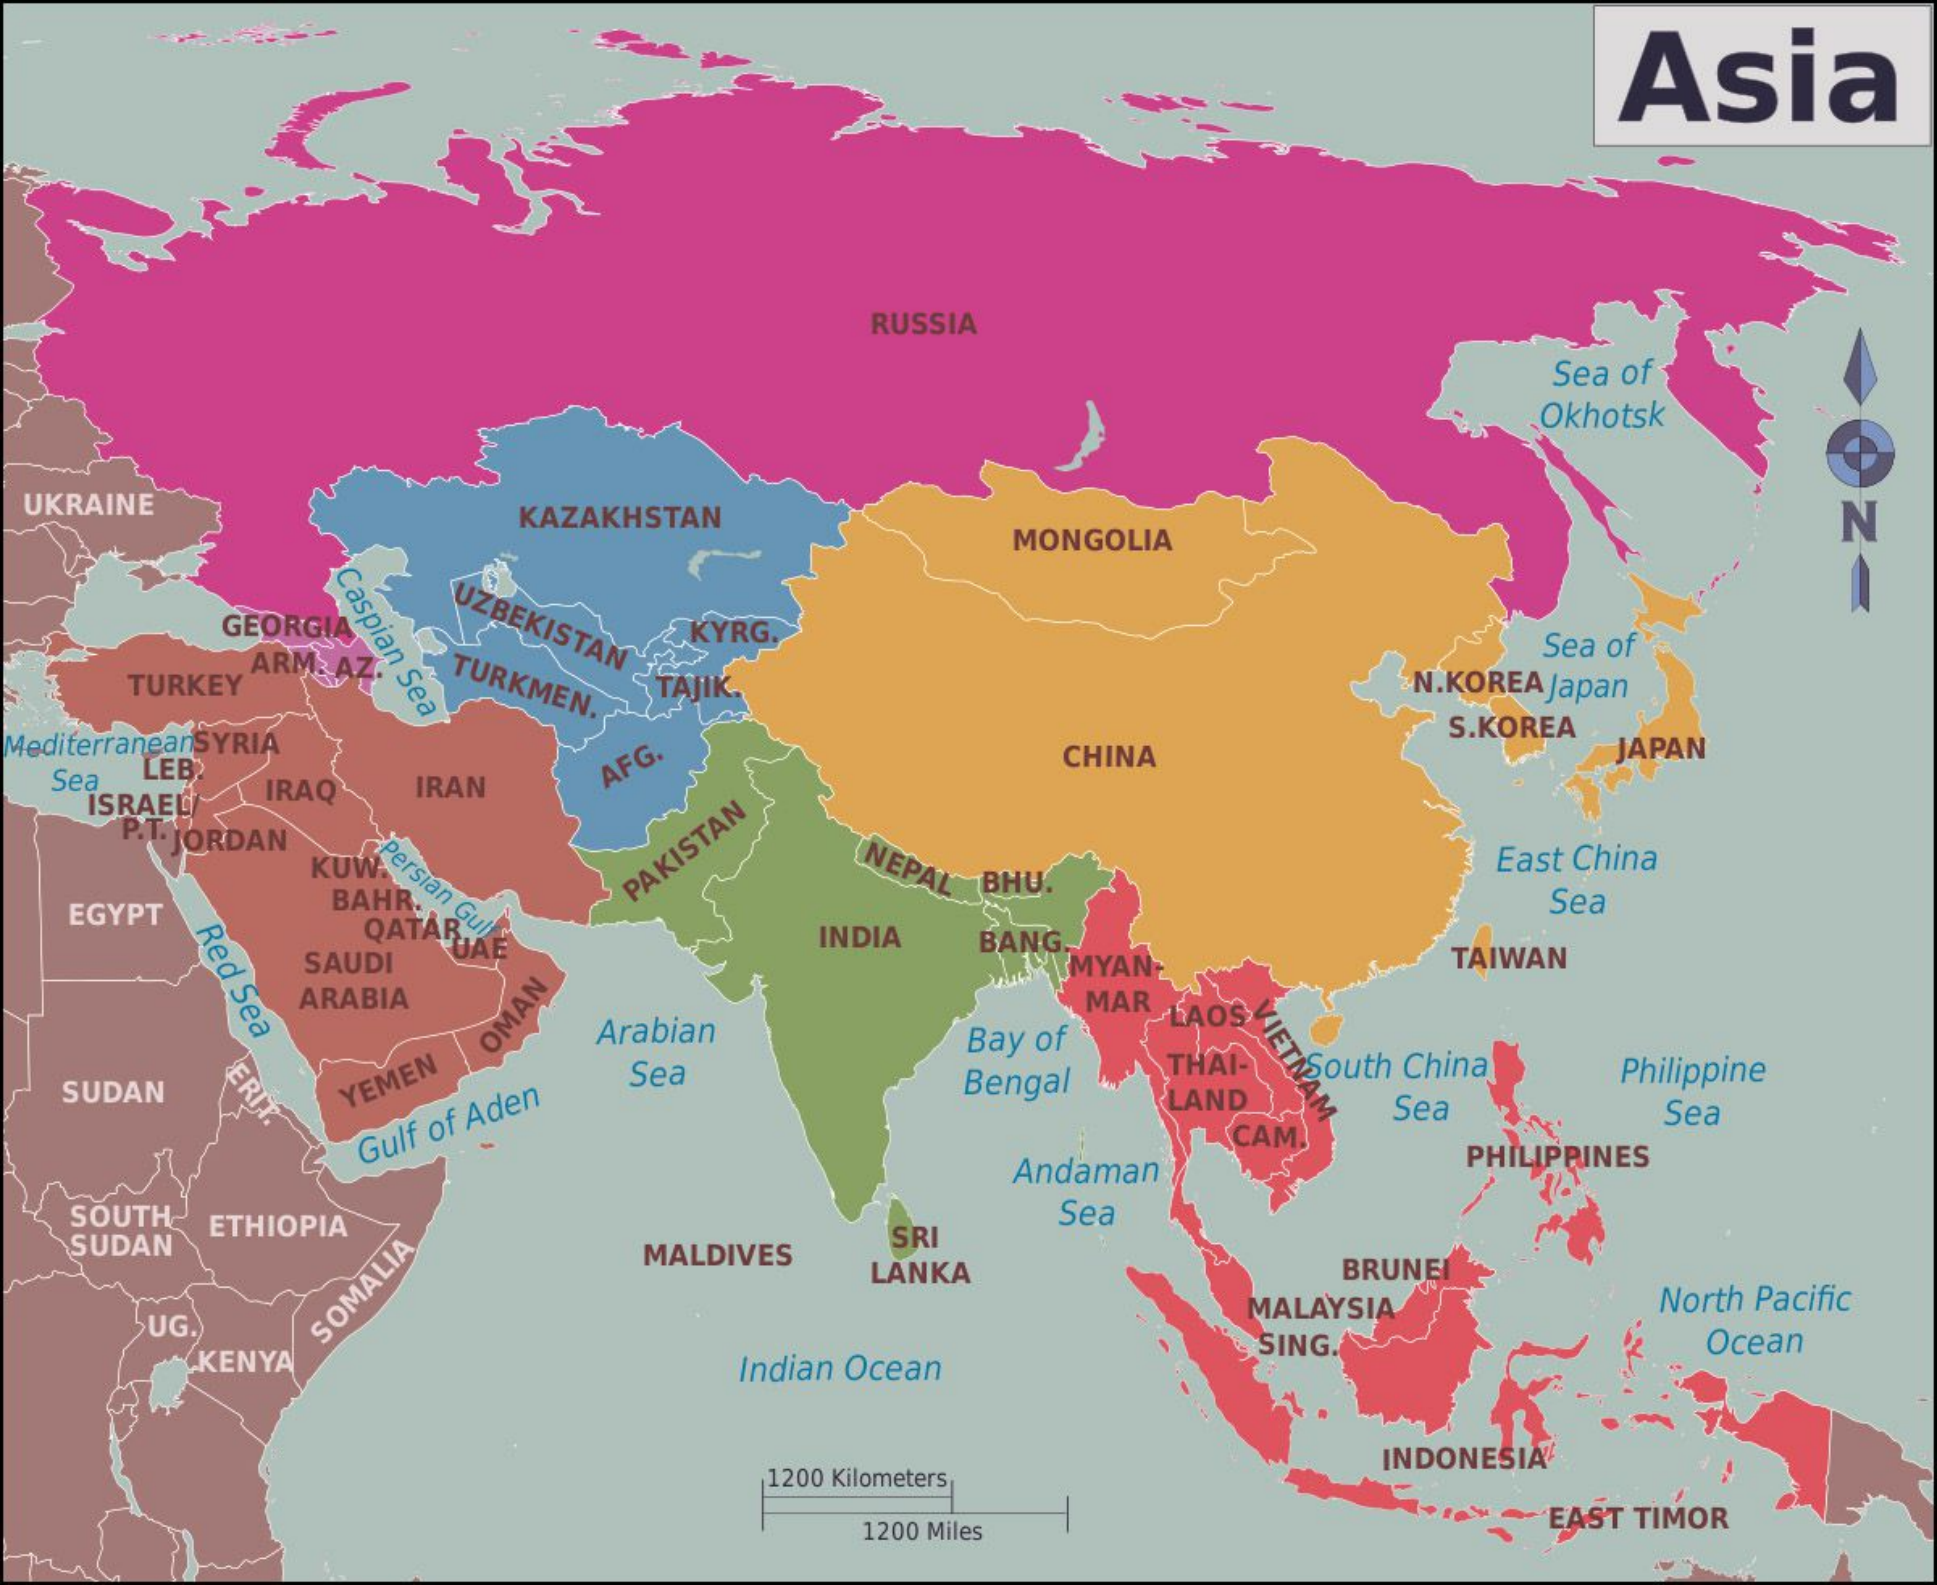 Asia
RUSSIA
Sea of
Okhotsk
UKRAINE
KAZAKHSTAN
MONGOLIA
N
Caspian Sea
GEORGIA
UZBEKISTAN
KYRG.
ARM.
AZ.
TURKEY
TURKMEN.
TAJIK.
Sea of
Japan
N.KOREA
S.KOREA
JAPAN
Mediterranean
Sea
SYRIA
LEB.
ISRAEL/
P.T.
JORDAN
IRAQ
IRAN
AFG.
CHINA
PAKISTAN
NEPAL
BHU.
INDIA
BANG.
KUW.
BAHR.
QATAR
UAE
Persian Gulf
SAUDI
ARABIA
OMAN
YEMEN
Red Sea
EGYPT
East China
Sea
TAIWAN
MYAN-
MAR
LAOS
VIETNAM
THAI-
LAND
CAM.
Arabian
Sea
Bay of
Bengal
South China
Sea
Philippine
Sea
SUDAN
ERIT.
Gulf of Aden
Andaman
Sea
PHILIPPINES
SOUTH
SUDAN
ETHIOPIA
SOMALIA
MALDIVES
SRI
LANKA
BRUNEI
MALAYSIA
SING.
North Pacific
Ocean
UG.
KENYA
Indian Ocean
INDONESIA
EAST TIMOR
1200 Kilometers
1200 Miles